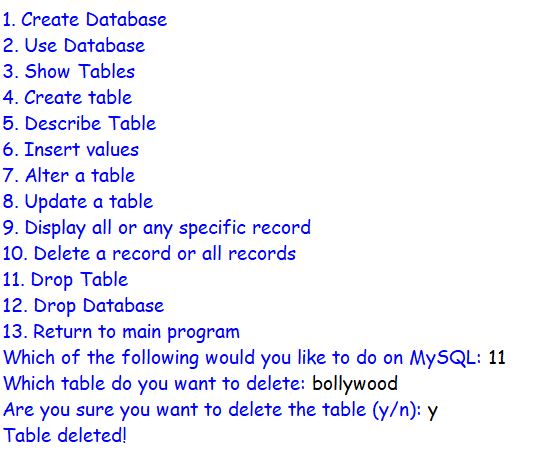 1. Create Database
2. Use Database
3. Show Tables
4. Create table
5. Describe Table
6. Insert values
7. Alter a table
8. Update a table
9. Display all or any specific record
10. Delete a record or all records
11. Drop Table
12. Drop Database
13. Return to main program
Which of the following would you like to do on MySQL: 11
Which table do you want to delete: bollywood
Are you sure you want to delete the table (y/n): y
Table deleted!